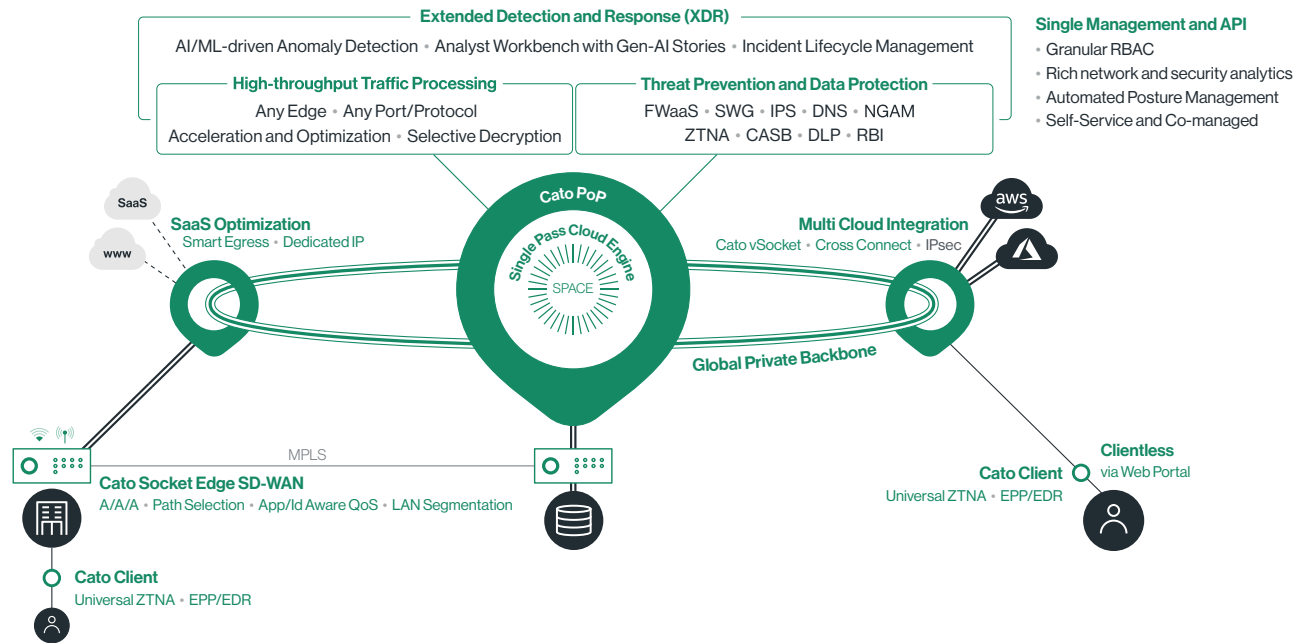 Extended Detection and Response (XDR)
AI/ML-driven Anomaly Detection • Analyst Workbench with Gen-AI Stories • Incident Lifecycle Management
High-throughput Traffic Processing
Any Edge • Any Port/Protocol
Acceleration and Optimization • Selective Decryption
Threat Prevention and Data Protection
FWaaS • SWG • IPS • DNS • NGAM
ZTNA • CASB • DLP • RBI
Single Management and API
• Granular RBAC
• Rich network and security analytics
• Automated Posture Management
• Self-Service and Co-managed
SaaS
www
SaaS Optimization
Smart Egress • Dedicated IP
Cato PoP
Single Pass Cloud Engine
SPACE
Multi Cloud Integration
Cato vSocket • Cross Connect • IPsec
aws
Global Private Backbone
MPLS
Cato Socket Edge SD-WAN
A/A/A • Path Selection • App/Id Aware QoS • LAN Segmentation
Cato Client
Universal ZTNA • EPP/EDR
Clientless
via Web Portal
Cato Client
Universal ZTNA • EPP/EDR